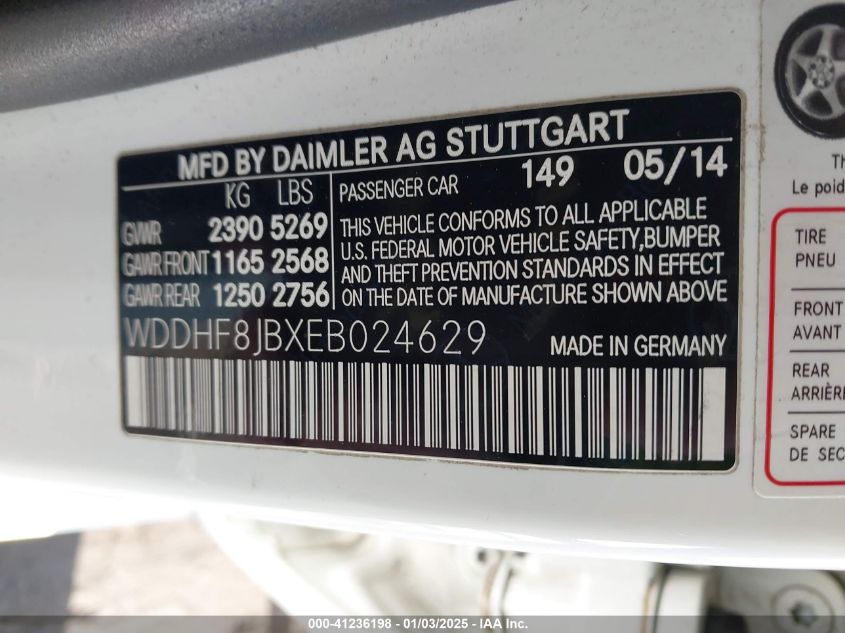 MFD BY DAIMLER AG STUTTGART
KG LBS
PASSENGER CAR 149 05/14
GVWR 2390 5269
GAWR FRONT 1165 2568
GAWR REAR 1250 2756
THIS VEHICLE CONFORMS TO ALL APPLICABLE
U.S. FEDERAL MOTOR VEHICLE SAFETY,BUMPER
AND THEFT PREVENTION STANDARDS IN EFFECT
ON THE DATE OF MANUFACTURE SHOWN ABOVE
WDDHF8JBXEB024629
MADE IN GERMANY
Th
Le poid
TIRE
PNEU
FRONT
AVANT
REAR
ARRIÈRE
SPARE
DE SEC
000-41236198 - 01/03/2025 - IAA Inc.